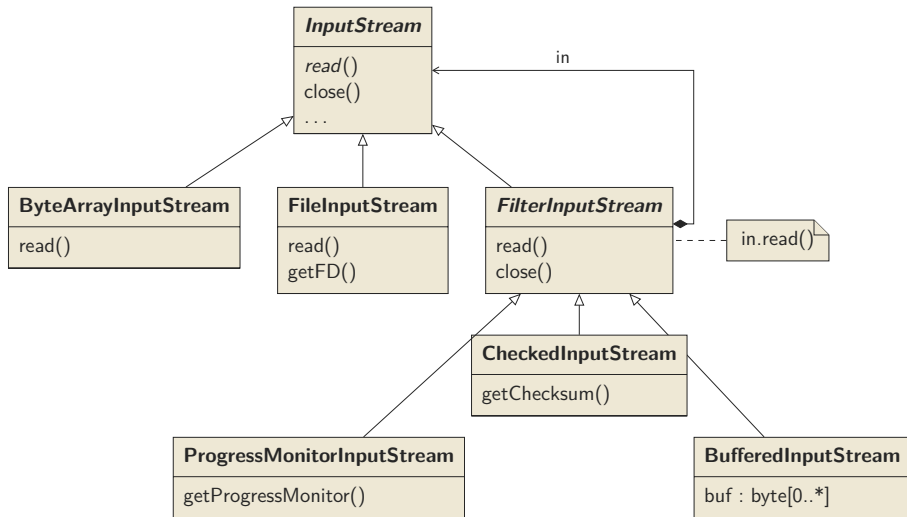 InputStream
read()
close()
. . .
in
ByteArrayInputStream
read()
FileInputStream
read()
getFD()
FilterInputStream
read()
close()
in.read()
CheckedInputStream
getChecksum()
ProgressMonitorInputStream
getProgressMonitor()
BufferedInputStream
buf : byte[0..*]